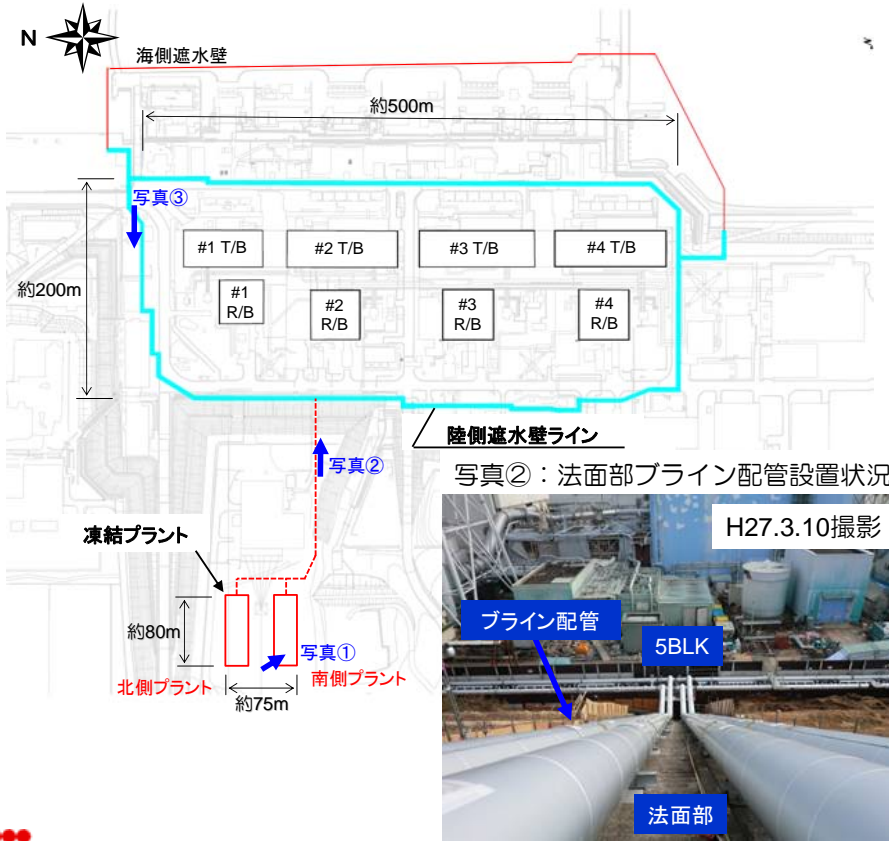 N
海側遮水壁
約500m
写真③
約200m
#1 T/B
#2 T/B
#3 T/B
#4 T/B
#1
R/B
#2
R/B
#3
R/B
#4
R/B
陸側遮水壁ライン
写真②
凍結プラント
約80m
写真①
北側プラント
南側プラント
約75m
写真②：法面部ブライン配管設置状況
H27.3.10撮影
ブライン配管
5BLK
法面部